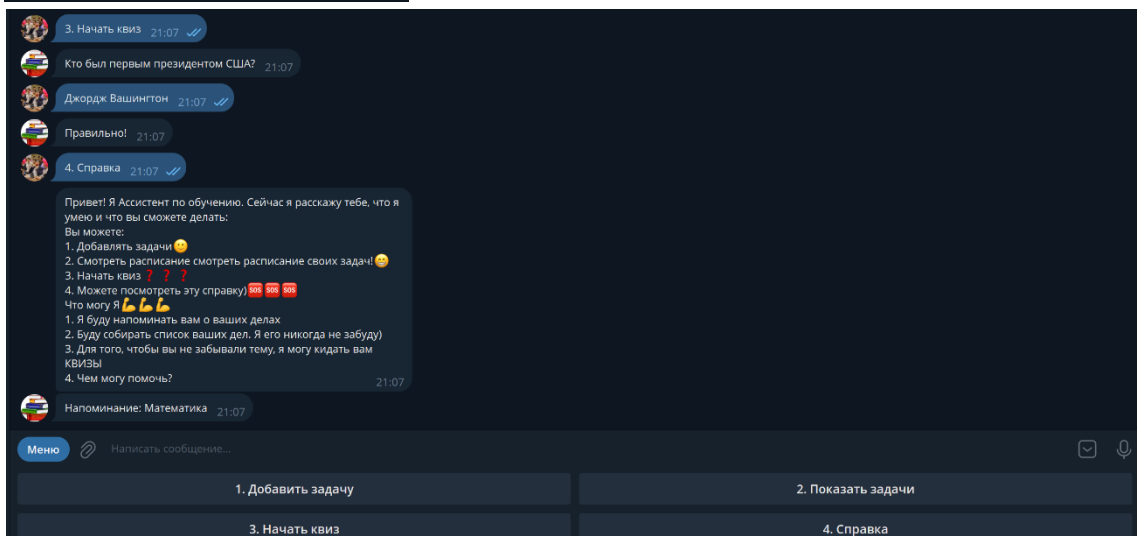 3. Начать квиз 21:07
Кто был первым президентом США? 21:07
Джордж Вашингтон 21:07
Правильно! 21:07
4. Справка 21:07
Привет! Я Ассистент по обучению. Сейчас я расскажу тебе, что я
умею и что вы сможете делать:
Вы можете:
1. Добавлять задачи🙂
2. Смотреть расписание смотреть расписание своих задач!😁
3. Начать квиз❓❓❓
4. Можете посмотреть эту справку)🆘🆘🆘
Что могу Я💪💪💪
1. Я буду напоминать вам о ваших делах
2. Буду собирать список ваших дел. Я его никогда не забуду)
3. Для того, чтобы вы не забывали тему, я могу кидать вам
КВИЗЫ
4. Чем могу помочь? 21:07
Напоминание: Математика 21:07
Меню Написать сообщение...
1. Добавить задачу 2. Показать задачи
3. Начать квиз 4. Справка